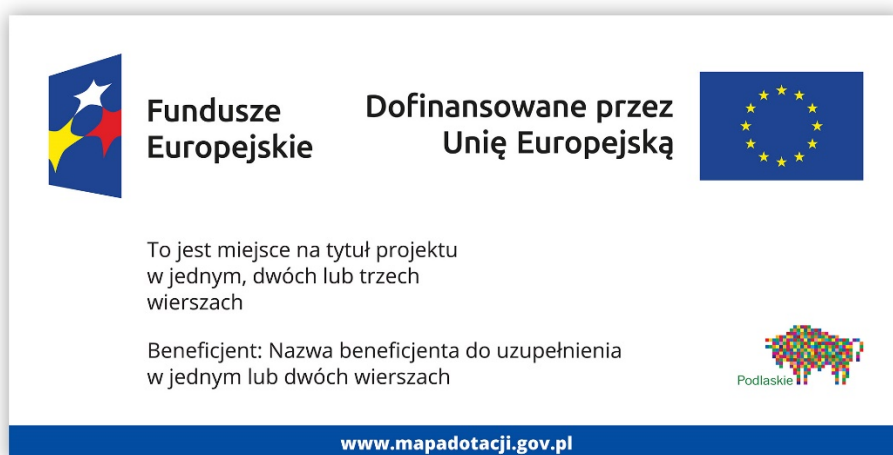 Fundusze
Europejskie
Dofinansowane przez
Unię Europejską
To jest miejsce na tytuł projektu
w jednym, dwóch lub trzech
wierszach
Beneficjent: Nazwa beneficjenta do uzupełnienia
w jednym lub dwóch wierszach
Podlaskie
www.mapadotacji.gov.pl